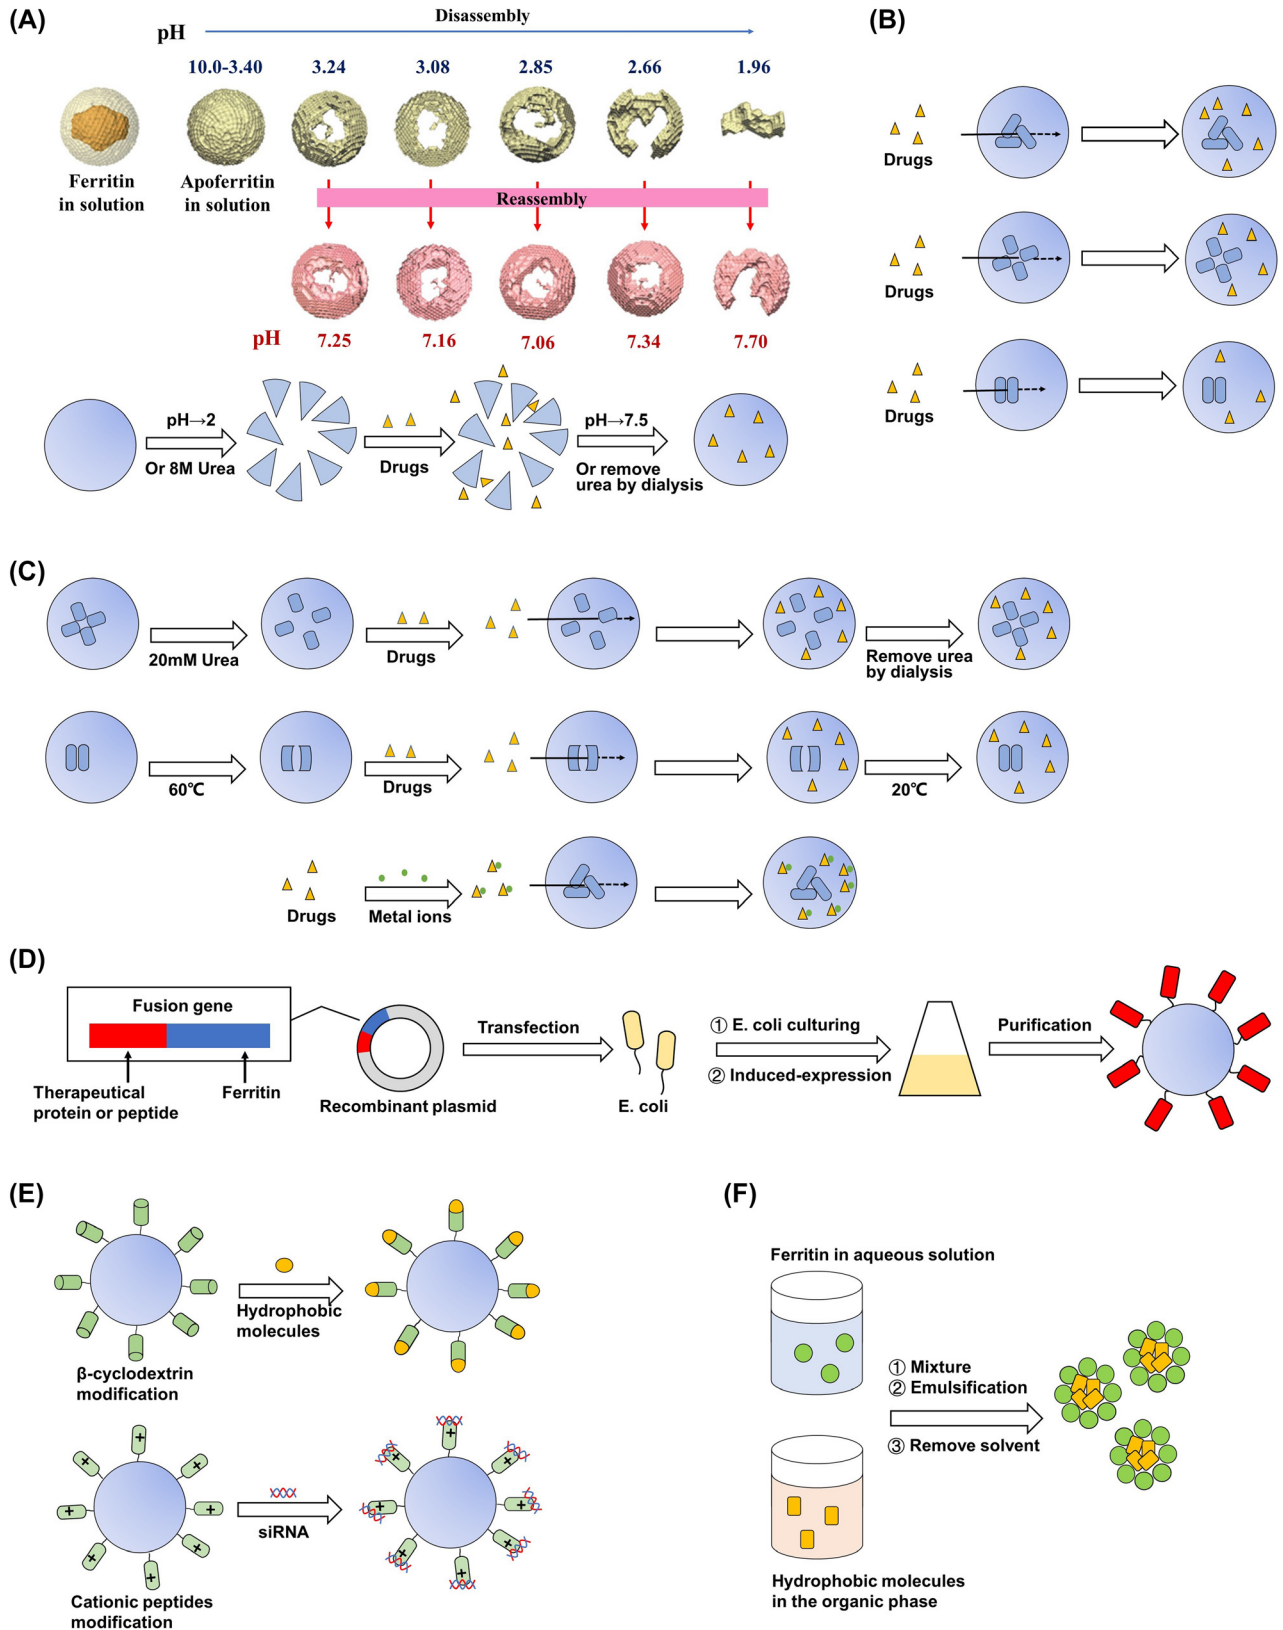 (A)
Disassembly
pH
10.0-3.40 3.24 3.08 2.85 2.66 1.96
Ferritin
in solution
Apoferritin
in solution
Reassembly
pH 7.25 7.16 7.06 7.34 7.70
pH→2
Or 8M Urea
Drugs
pH→7.5
Or remove
urea by dialysis
(B)
Drugs
Drugs
Drugs
(C)
20mM Urea
Drugs
Remove urea
by dialysis
60℃
Drugs
20℃
Drugs
Metal ions
(D)
Fusion gene
Therapeutical
protein or peptide
Ferritin
Recombinant plasmid
Transfection
E. coli
① E. coli culturing
② Induced-expression
Purification
(E)
β-cyclodextrin
modification
Hydrophobic
molecules
+ + + + + + + +
Cationic peptides
modification
siRNA
+ + + + + + + +
(F)
Ferritin in aqueous solution
① Mixture
② Emulsification
③ Remove solvent
Hydrophobic molecules
in the organic phase